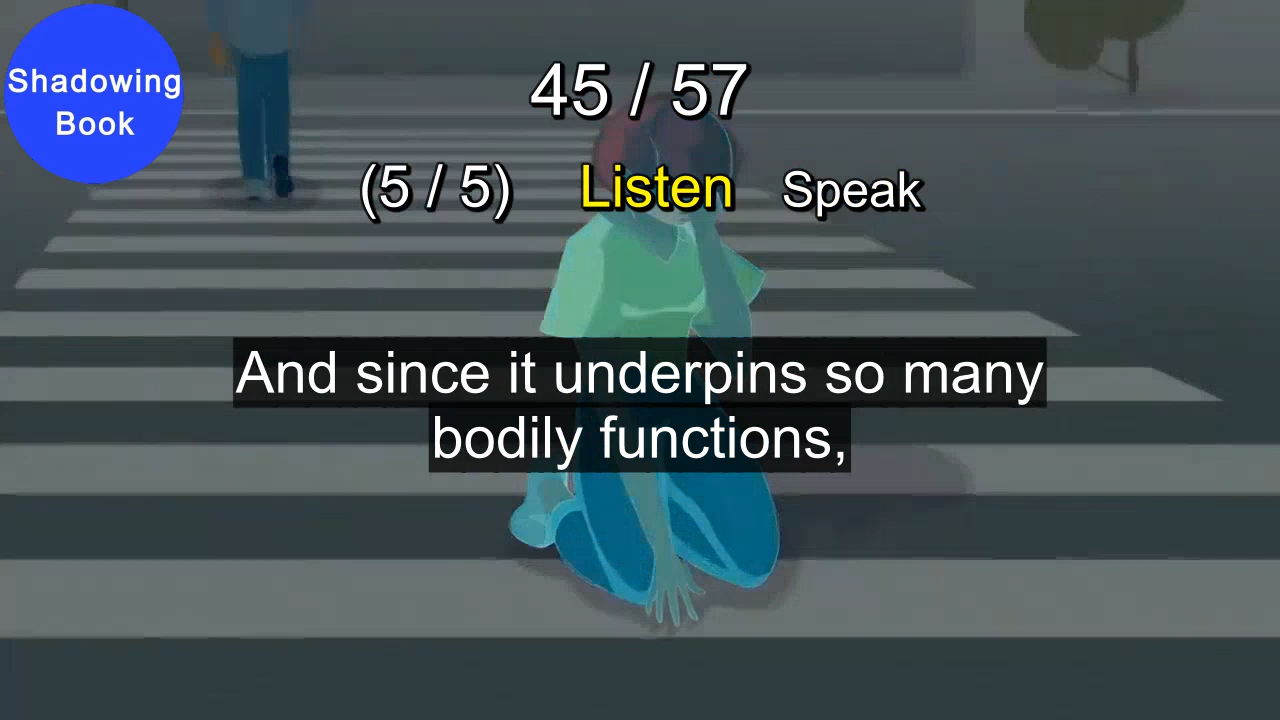 Shadowing
Book
45 / 57
(5 / 5) Listen Speak
And since it underpins so many
bodily functions,